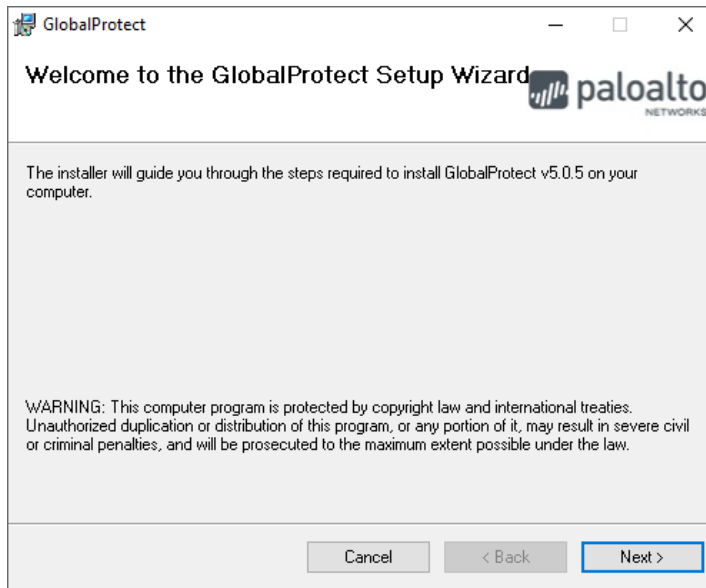 GlobalProtect
Welcome to the GlobalProtect Setup Wizard
paloalto
NETWORKS
The installer will guide you through the steps required to install GlobalProtect v5.0.5 on your
computer.
WARNING: This computer program is protected by copyright law and international treaties.
Unauthorized duplication or distribution of this program, or any portion of it, may result in severe civil
or criminal penalties, and will be prosecuted to the maximum extent possible under the law.
Cancel
< Back
Next >